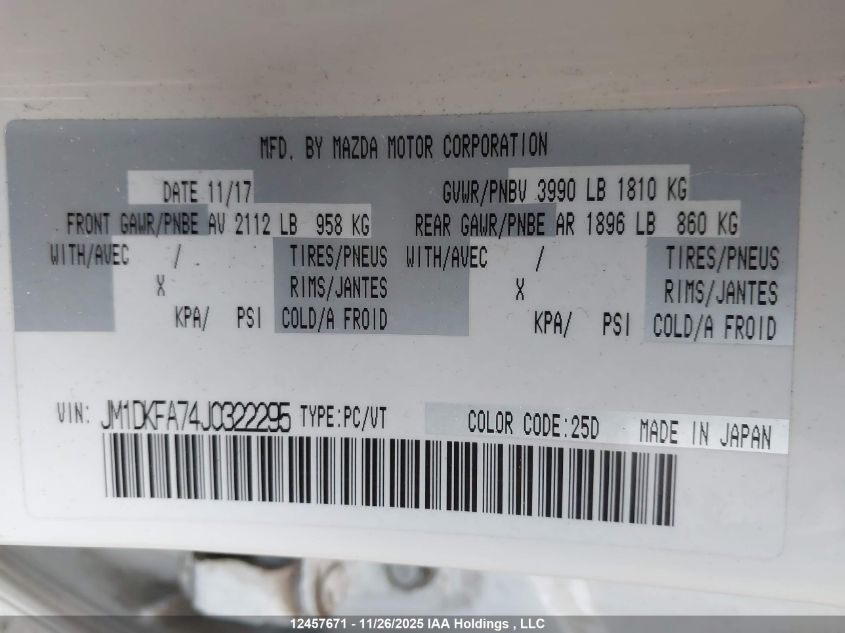 MFD. BY MAZDA MOTOR CORPORATION
DATE 11/17 GVWR/PNBV 3990 LB 1810 KG
FRONT GAWR/PNBE AV 2112 LB 958 KG REAR GAWR/PNBE AR 1896 LB 860 KG
WITH/AVEC / TIRES/PNEUS WITH/AVEC / TIRES/PNEUS
X RIMS/JANTES X RIMS/JANTES
KPA/ PSI COLD/A FROID KPA/ PSI COLD/A FROID
VIN: JM1DKFA74J0322295 TYPE:PC/VT COLOR CODE:25D MADE IN JAPAN
12457671 - 11/26/2025 IAA Holdings , LLC